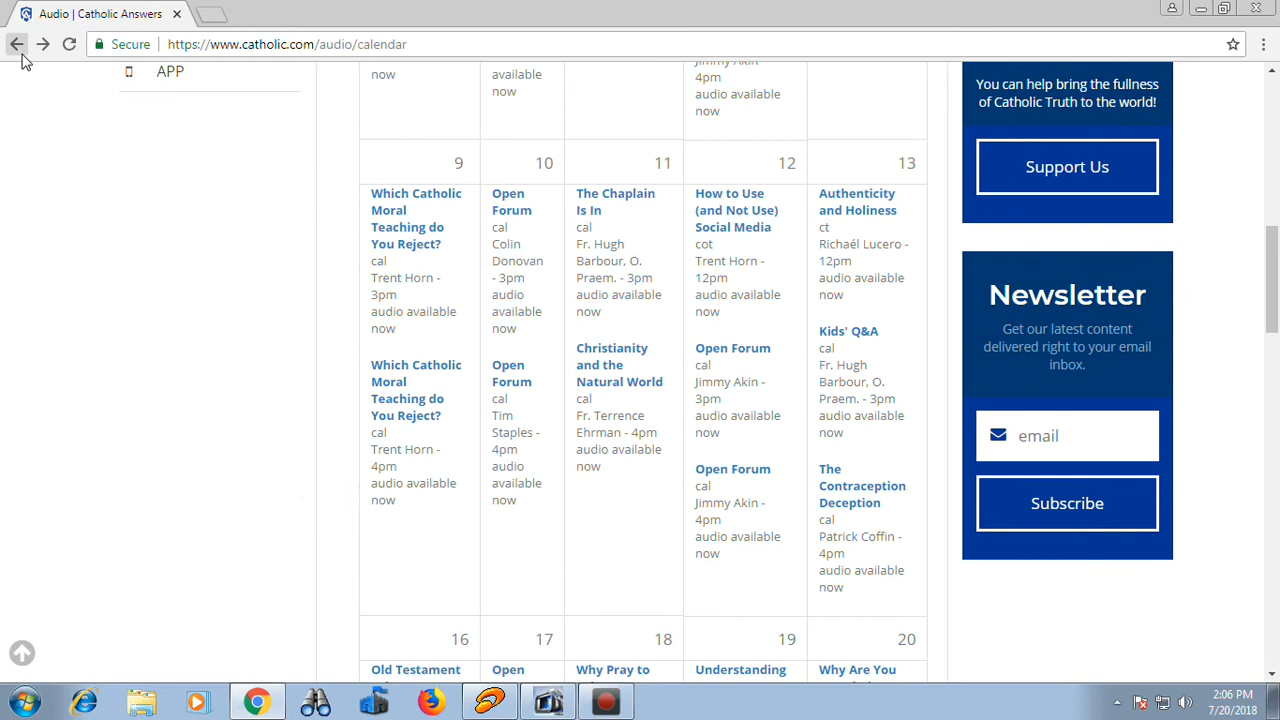 Audio | Catholic Answers
Secure
https://www.catholic.com/audio/calendar
APP
now
available
now
Jimmy Akin -
4pm
audio available
now
9
10
11
12
13
Which Catholic
Moral
Teaching do
You Reject?
cal
Trent Horn -
3pm
audio available
now
Which Catholic
Moral
Teaching do
You Reject?
cal
Trent Horn -
4pm
audio available
now
Open
Forum
cal
Colin
Donovan
- 3pm
audio
available
now
Open
Forum
cal
Tim
Staples -
4pm
audio
available
now
The Chaplain
Is In
cal
Fr. Hugh
Barbour, O.
Praem. - 3pm
audio available
now
Christianity
and the
Natural World
cal
Fr. Terrence
Ehrman - 4pm
audio available
now
How to Use
(and Not Use)
Social Media
cot
Trent Horn -
12pm
audio available
now
Open Forum
cal
Jimmy Akin -
3pm
audio available
now
Open Forum
cal
Jimmy Akin -
4pm
audio available
now
Authenticity
and Holiness
ct
Richaél Lucero -
12pm
audio available
now
Kids' Q&A
cal
Fr. Hugh
Barbour, O.
Praem. - 3pm
audio available
now
The
Contraception
Deception
cal
Patrick Coffin -
4pm
audio available
now
16
17
18
19
20
Old Testament
Open
Why Pray to
Understanding
Why Are You
You can help bring the fullness
of Catholic Truth to the world!
Support Us
Newsletter
Get our latest content
delivered right to your email
inbox.
email
Subscribe
2:06 PM
7/20/2018